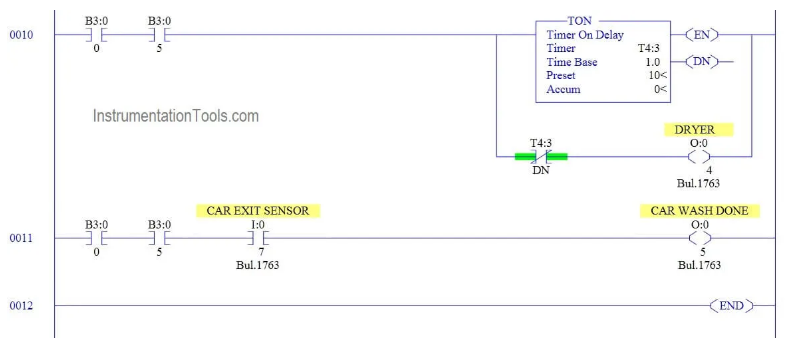 B3:0 B3:0
0010
0 5
TON
Timer On Delay
Timer T4:3
Time Base 1.0
Preset 10<
Accum 0<
EN
DN
InstrumentationTools.com
T4:3
DN
DRYER
O:0
4
Bul.1763
CAR EXIT SENSOR
CAR WASH DONE
B3:0 B3:0 I:0 O:0
0011
0 5 7 5
Bul.1763 Bul.1763
0012
END